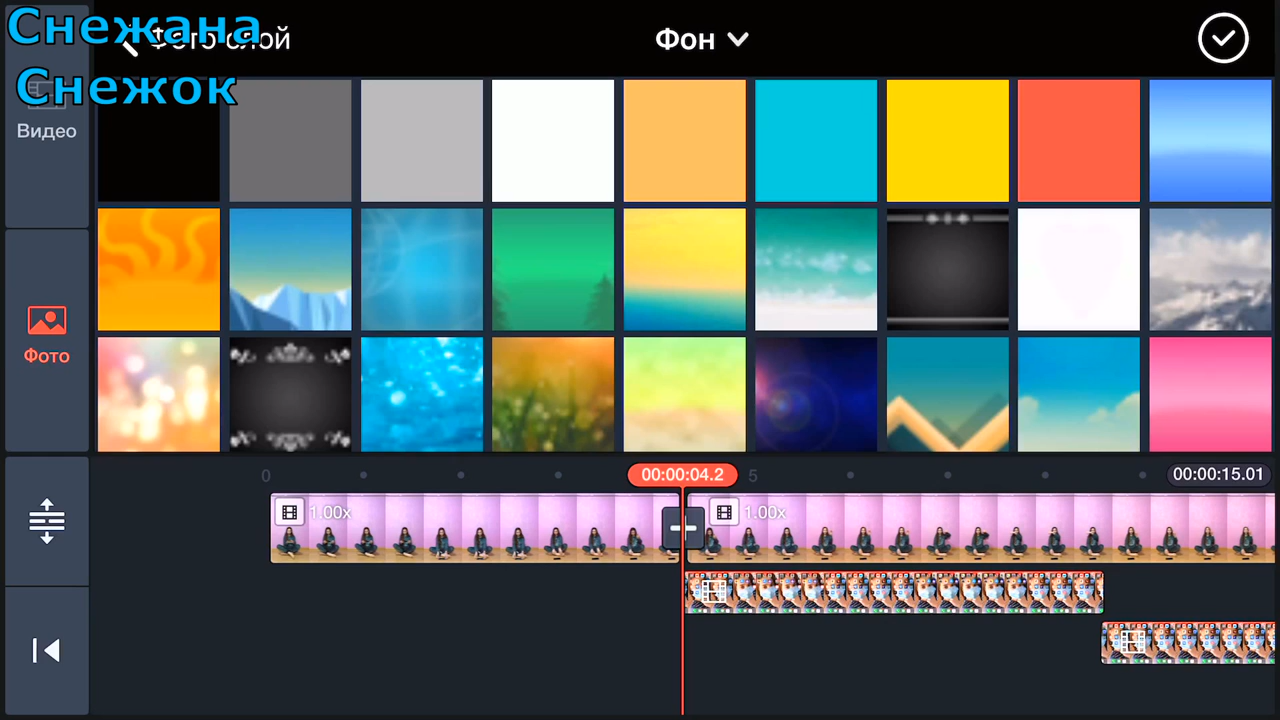 Снежана
Снежок
Фото слой
Фон
Видео
Фото
0
00:00:04.2
5
00:00:15.01
1.00x
1.00x